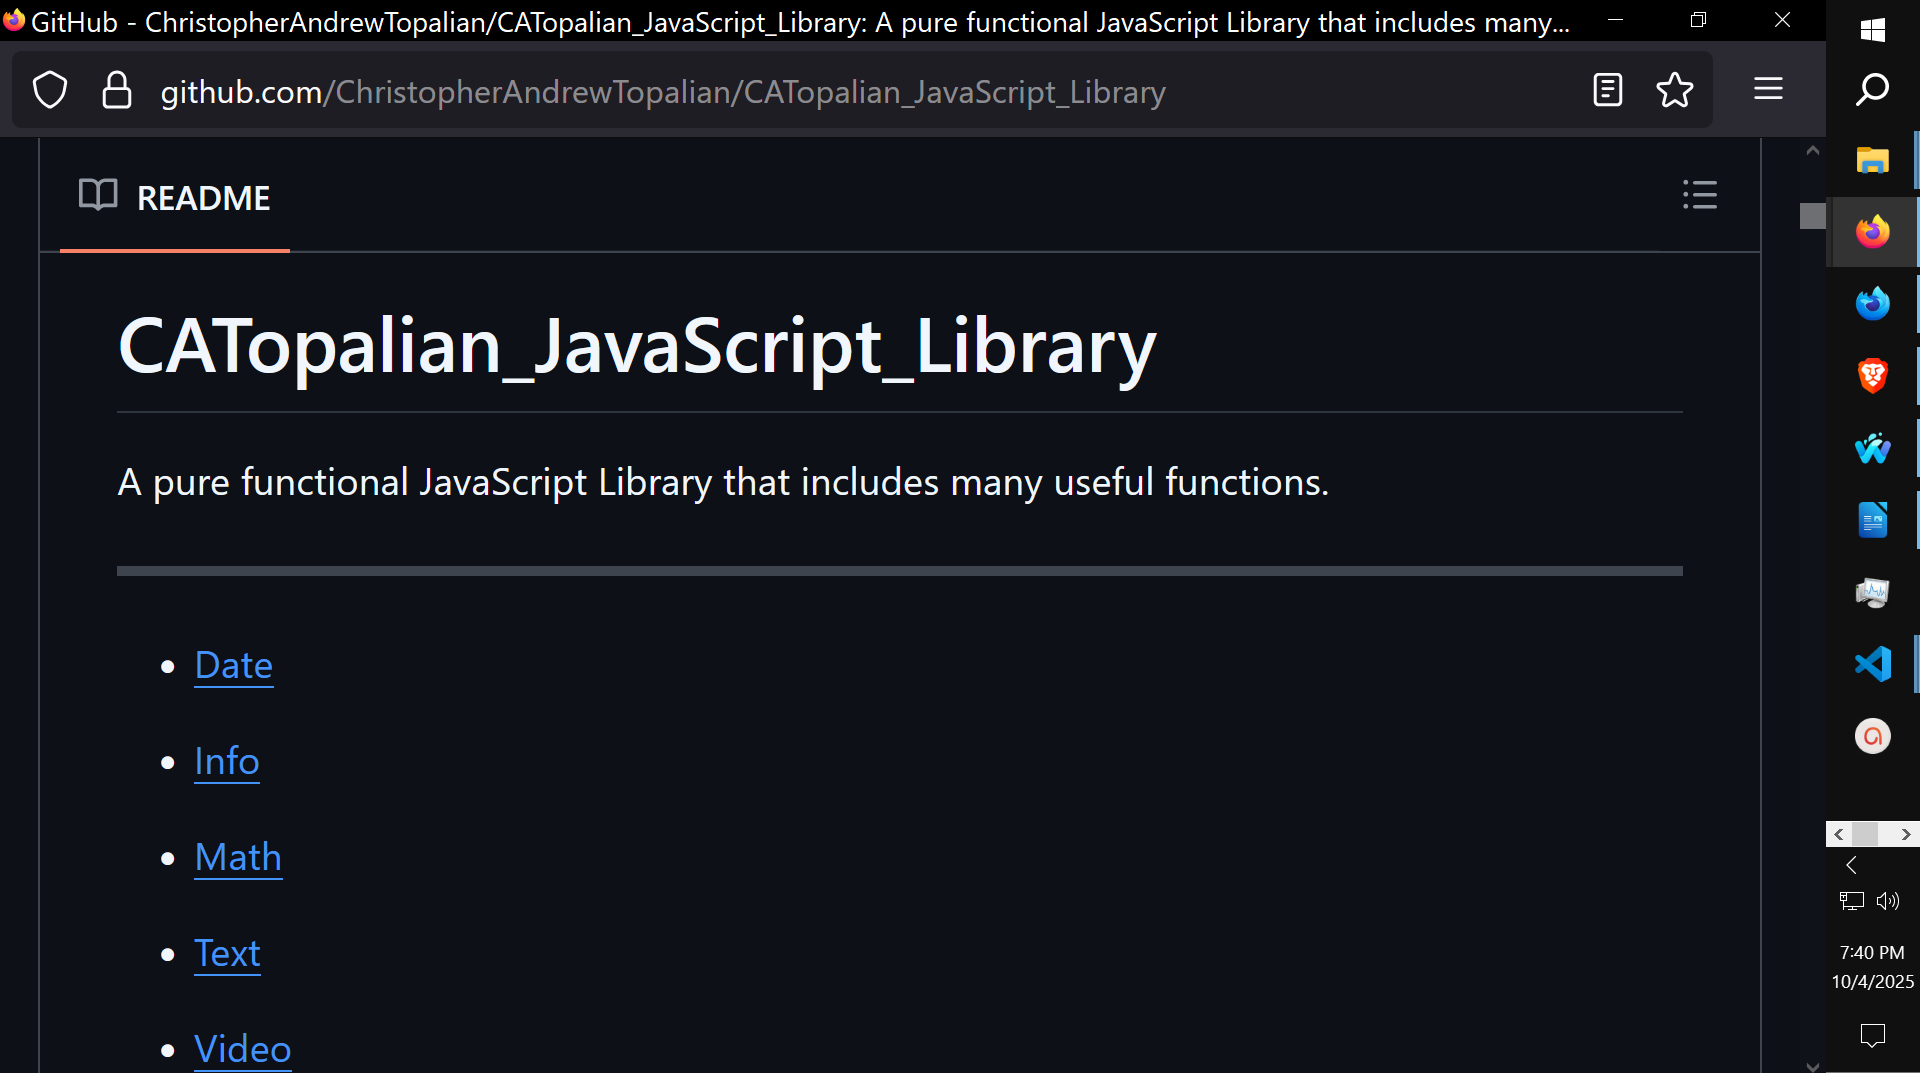 GitHub - ChristopherAndrewTopalian/CATopalian_JavaScript_Library: A pure functional JavaScript Library that includes many...
github.com/ChristopherAndrewTopalian/CATopalian_JavaScript_Library
README
CATopalian_JavaScript_Library
A pure functional JavaScript Library that includes many useful functions.
Date
Info
Math
Text
Video
7:40 PM
10/4/2025